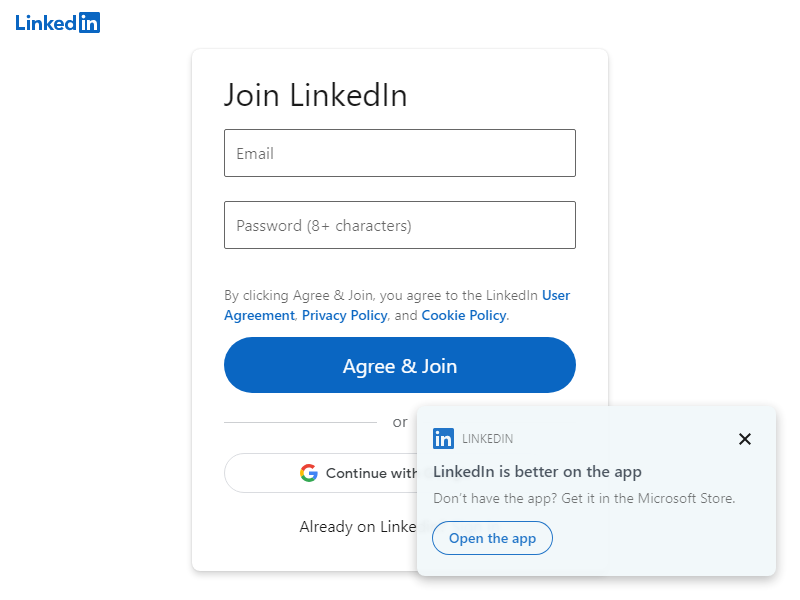 LinkedIn
Join LinkedIn
Email
Password (8+ characters)
By clicking Agree & Join, you agree to the LinkedIn User
Agreement, Privacy Policy, and Cookie Policy.
Agree & Join
or
Continue with
Already on Linke
in LINKEDIN
LinkedIn is better on the app
Don't have the app? Get it in the Microsoft Store.
Open the app